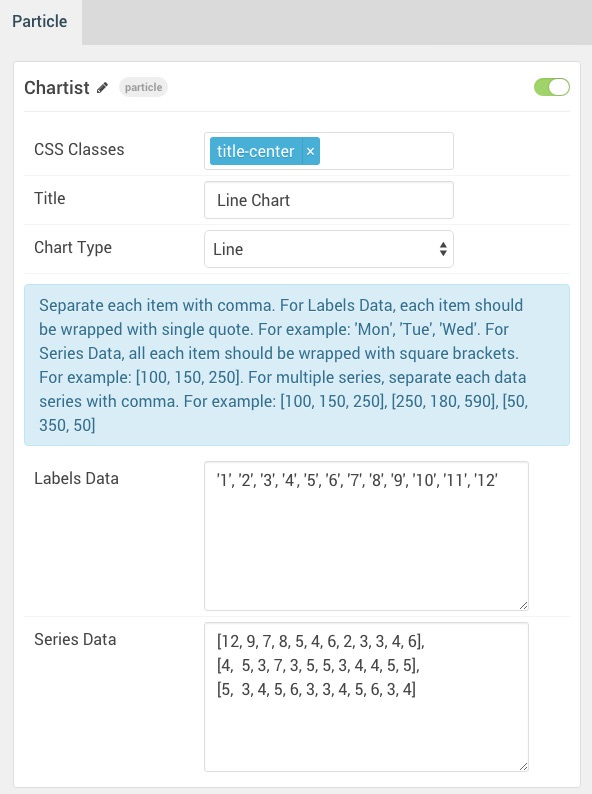 Particle
Chartist particle
CSS Classes title-center ×
Title Line Chart
Chart Type Line
Separate each item with comma. For Labels Data, each item should
be wrapped with single quote. For example: 'Mon', 'Tue', 'Wed'. For
Series Data, all each item should be wrapped with square brackets.
For example: [100, 150, 250]. For multiple series, separate each data
series with comma. For example: [100, 150, 250], [250, 180, 590], [50,
350, 50]
Labels Data '1', '2', '3', '4', '5', '6', '7', '8', '9', '10', '11', '12'
Series Data [12, 9, 7, 8, 5, 4, 6, 2, 3, 3, 4, 6],
[4,  5, 3, 7, 3, 5, 5, 3, 4, 4, 5, 5],
[5,  3, 4, 5, 6, 3, 3, 4, 5, 6, 3, 4]